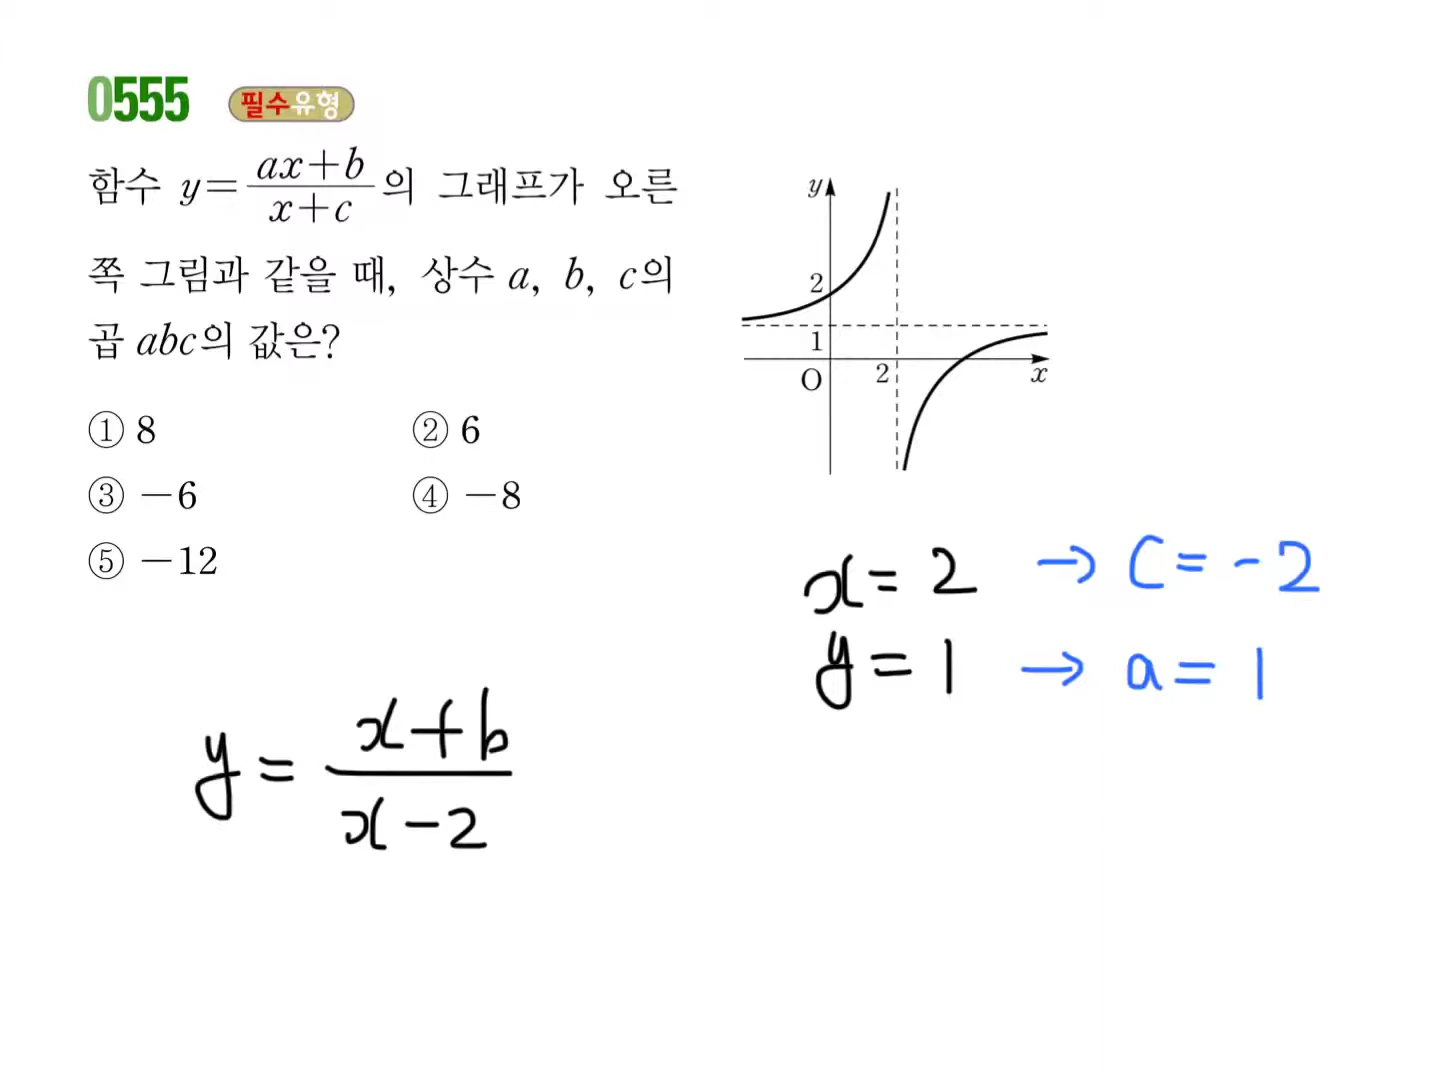 0555 필수유형
함수 y=\frac{ax+b}{x+c}의 그래프가 오른
쪽 그림과 같을 때, 상수 a, b, c의
곱 abc의 값은?
① 8
② 6
③ −6
④ −8
⑤ −12
y
2
1
O
2
x
x = 2 → c = -2
y = 1 → a = 1
y = \frac{x+b}{x-2}